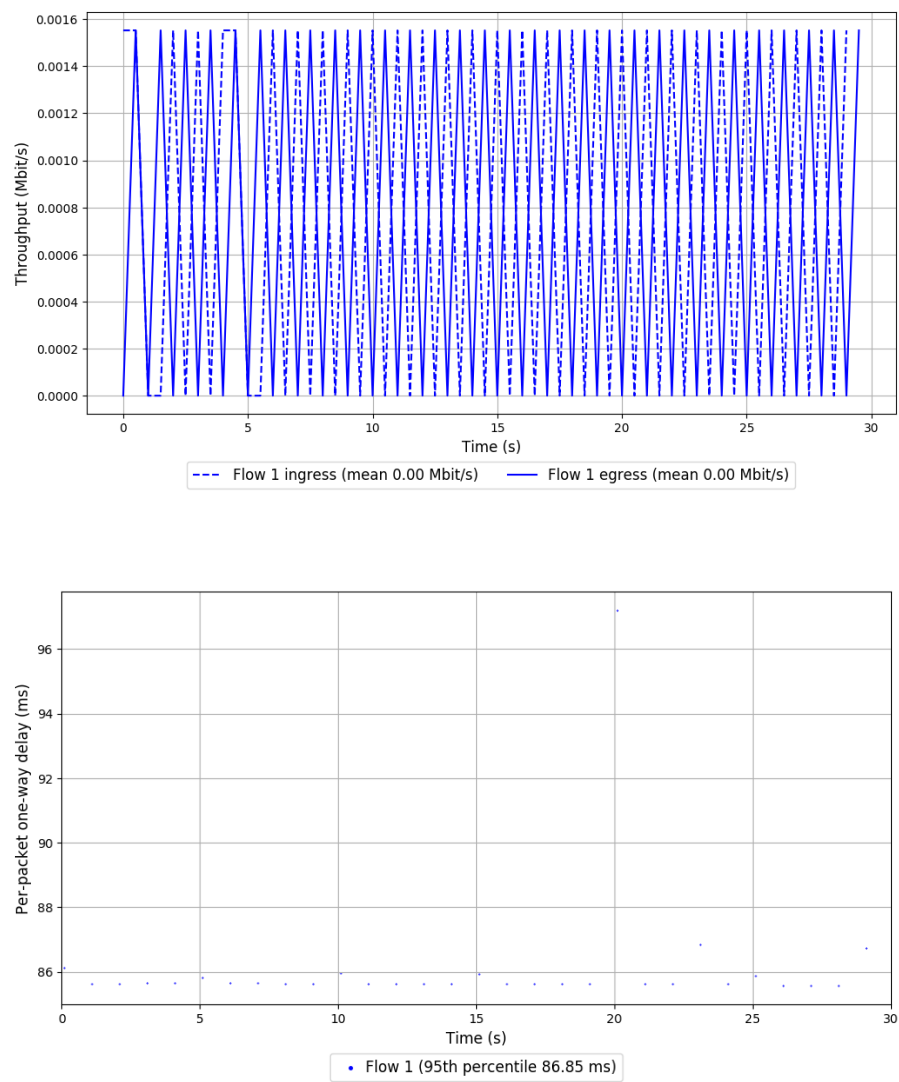 0.0016
0.0014
0.0012
0.0010
0.0008
0.0006
0.0004
0.0002
0.0000
Throughput (Mbit/s)
0 5 10 15 20 25 30
Time (s)
Flow 1 ingress (mean 0.00 Mbit/s) Flow 1 egress (mean 0.00 Mbit/s)
96
94
92
90
88
86
Per-packet one-way delay (ms)
0 5 10 15 20 25 30
Time (s)
Flow 1 (95th percentile 86.85 ms)